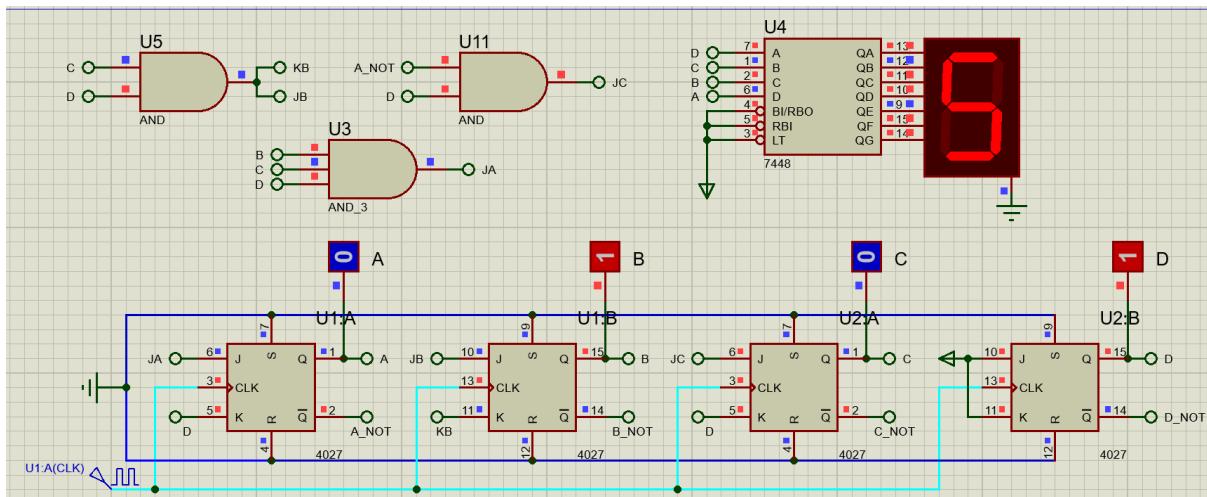 U5
C
D
KB
JB
AND
U11
A_NOT
D
JC
AND
U3
B
C
D
JA
AND_3
U4
D 7 A QA 13
C 1 B QB 12
B 2 C QC 11
A 6 D QD 10
4 BI/RBO QE 9
5 RBI QF 15
3 LT QG 14
7448
5
0 A
1 B
0 C
1 D
U1:A
U1:B
U2:A
U2:B
7
9
7
9
S
S
S
S
JA 6 J Q 1 A
JB 10 J Q 15 B
JC 6 J Q 1 C
10 J Q 15 D
3 CLK
13 CLK
3 CLK
13 CLK
D 5 K Q 2 A_NOT
KB 11 K Q 14 B_NOT
D 5 K Q 2 C_NOT
11 K Q 14 D_NOT
R
R
R
R
4
12
4
12
4027
4027
4027
4027
U1:A(CLK)